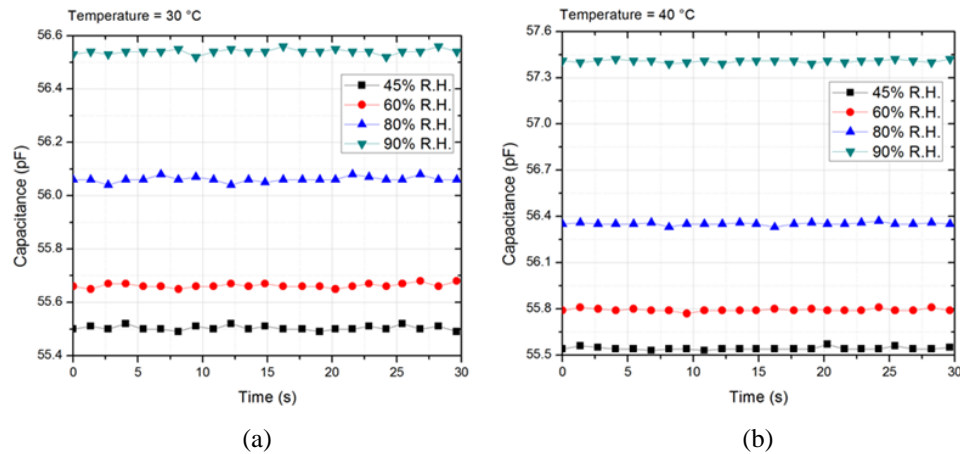 Temperature = 30 °C
56.6
56.4
56.2
56.0
55.8
55.6
55.4
Capacitance (pF)
45% R.H.
60% R.H.
80% R.H.
90% R.H.
0 5 10 15 20 25 30
Time (s)
(a)
Temperature = 40 °C
57.6
57.3
57.0
56.7
56.4
56.1
55.8
55.5
Capacitance (pF)
45% R.H.
60% R.H.
80% R.H.
90% R.H.
0 5 10 15 20 25 30
Time (s)
(b)